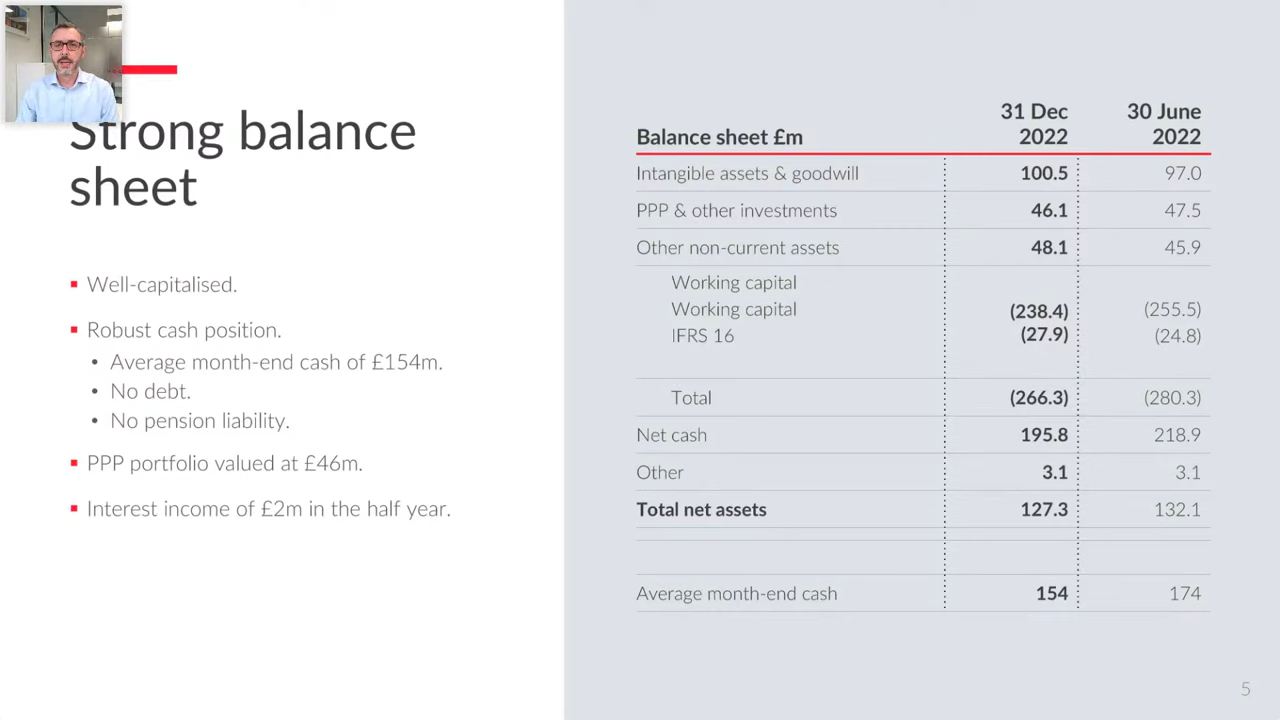 Strong balance
sheet
Well-capitalised.
Robust cash position.
Average month-end cash of £154m.
No debt.
No pension liability.
PPP portfolio valued at £46m.
Interest income of £2m in the half year.
Balance sheet £m 31 Dec 2022 30 June 2022
Intangible assets & goodwill 100.5 97.0
PPP & other investments 46.1 47.5
Other non-current assets 48.1 45.9
Working capital
Working capital (238.4) (255.5)
IFRS 16 (27.9) (24.8)
Total (266.3) (280.3)
Net cash 195.8 218.9
Other 3.1 3.1
Total net assets 127.3 132.1
Average month-end cash 154 174
5